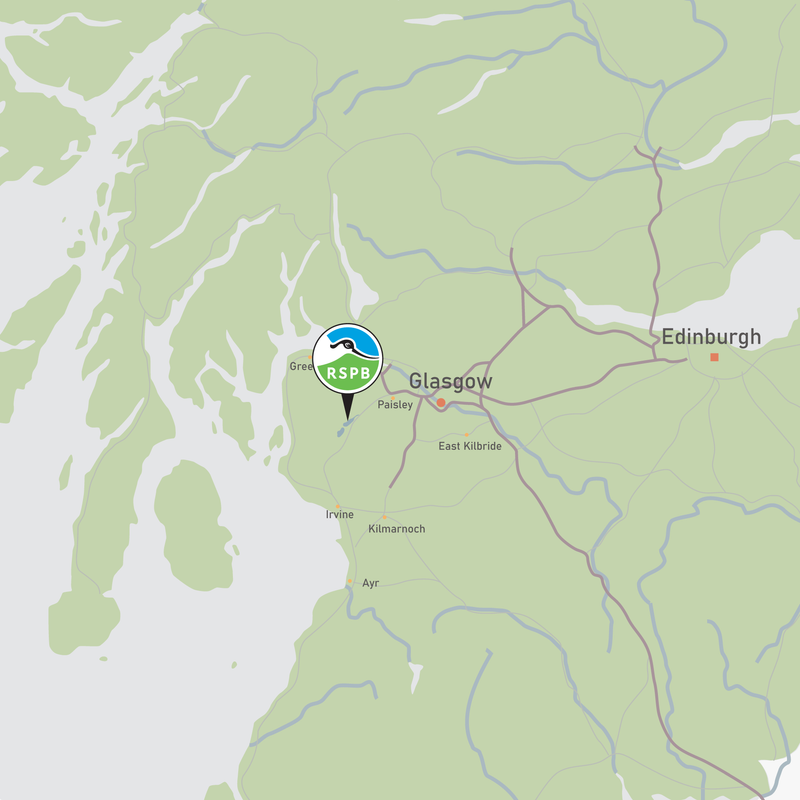 Edinburgh
RSPB
Glasgow
Paisley
East Kilbride
Irvine
Kilmarnoch
Ayr